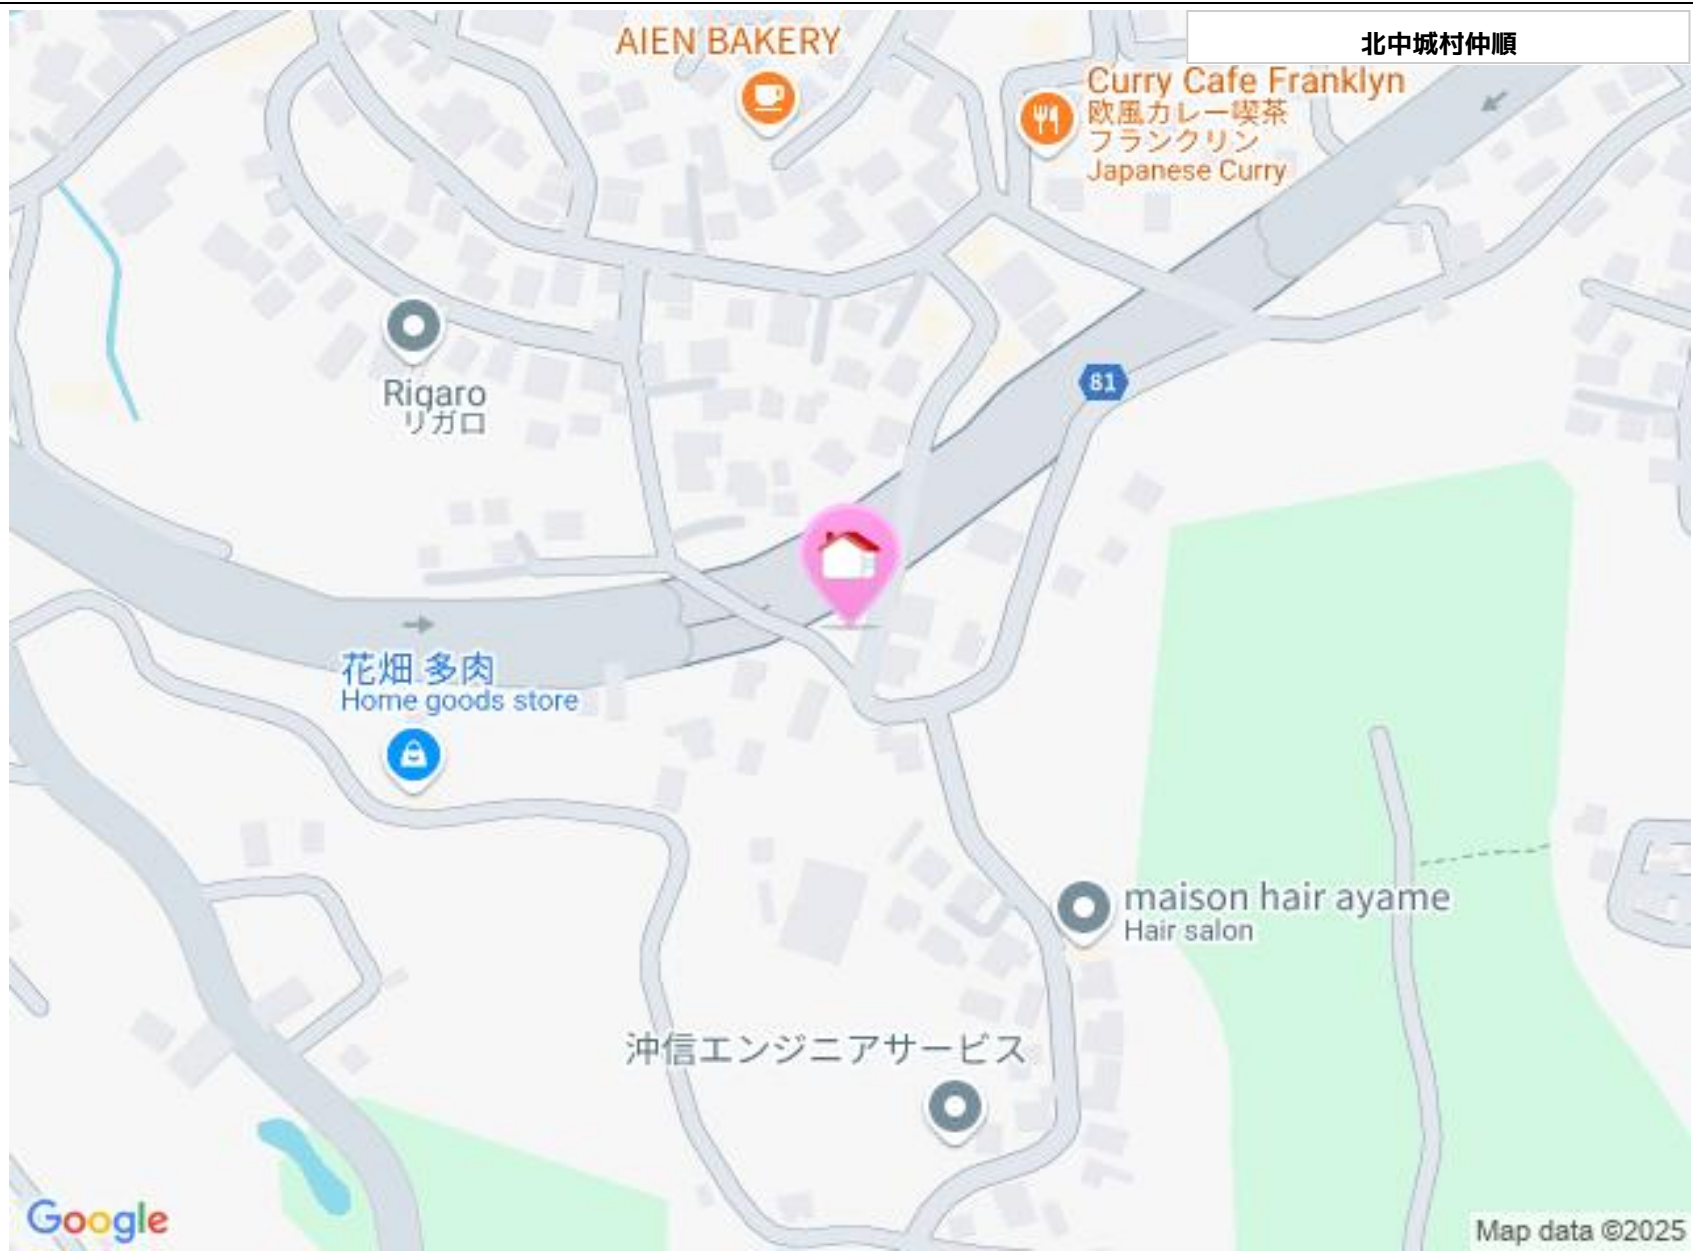 北中城村仲順
AIEN BAKERY
Curry Cafe Franklyn
欧風カレー喫茶
フランクリン
Japanese Curry
Rigaro
リガロ
81
花畑 多肉
Home goods store
maison hair ayame
Hair salon
沖信エンジニアサービス
Google
Map data ©2025